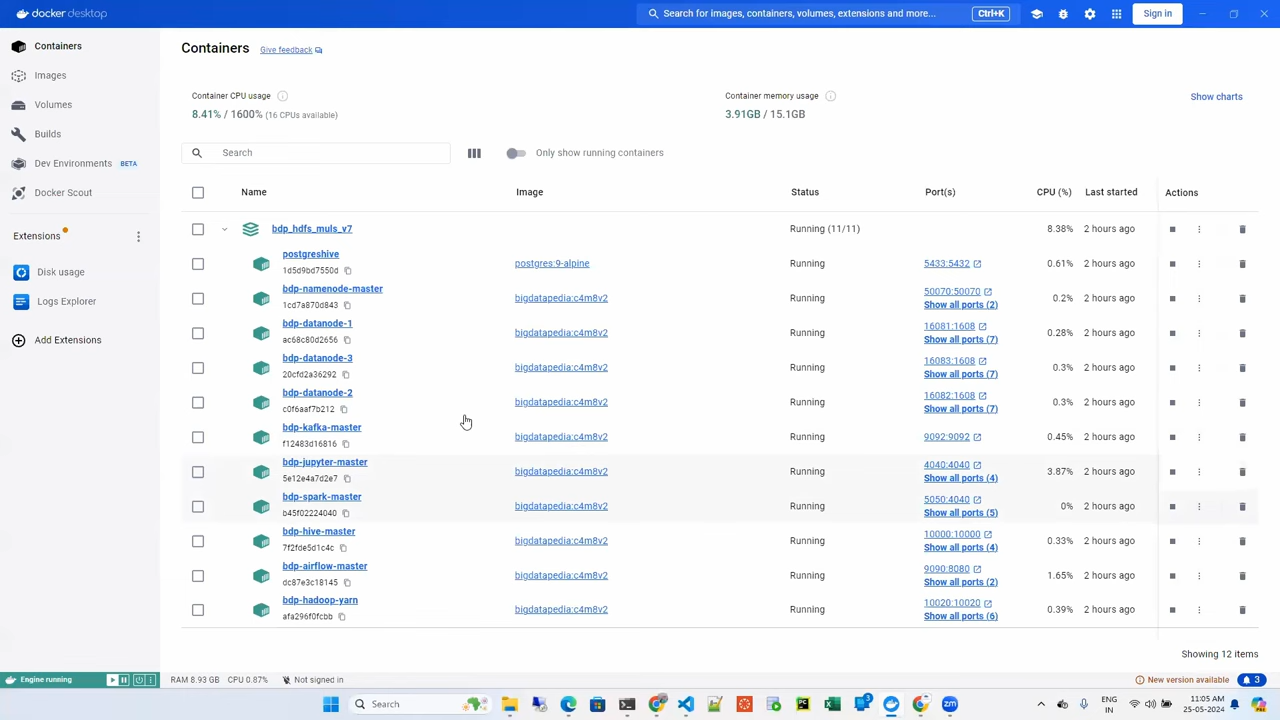 docker desktop
Search for images, containers, volumes, extensions and more...
Ctrl+K
Sign in
Containers
Images
Volumes
Builds
Dev Environments BETA
Docker Scout
Extensions
Disk usage
Logs Explorer
Add Extensions
Containers Give feedback
Container CPU usage
8.41% / 1600% (16 CPUs available)
Container memory usage
3.91GB / 15.1GB
Show charts
Search
Only show running containers
Name Image Status Port(s) CPU (%) Last started Actions
bdp_hdfs_muls_v7 Running (11/11) 8.38% 2 hours ago
postgreshive
1d5d9bd7550d
postgres:9-alpine Running 5433:5432 0.61% 2 hours ago
bdp-namenode-master
1cd7a870d843
bigdatapedia:c4m8v2 Running 50070:50070
Show all ports (2)
0.2% 2 hours ago
bdp-datanode-1
ac68c80d2656
bigdatapedia:c4m8v2 Running 16081:1608
Show all ports (7)
0.28% 2 hours ago
bdp-datanode-3
20cfd2a36292
bigdatapedia:c4m8v2 Running 16083:1608
Show all ports (7)
0.3% 2 hours ago
bdp-datanode-2
c0f6aaf7b212
bigdatapedia:c4m8v2 Running 16082:1608
Show all ports (7)
0.3% 2 hours ago
bdp-kafka-master
f12483d16816
bigdatapedia:c4m8v2 Running 9092:9092 0.45% 2 hours ago
bdp-jupyter-master
5e12e4a7d2e7
bigdatapedia:c4m8v2 Running 4040:4040
Show all ports (4)
3.87% 2 hours ago
bdp-spark-master
b45f02224040
bigdatapedia:c4m8v2 Running 5050:4040
Show all ports (5)
0% 2 hours ago
bdp-hive-master
7f2fde5d1c4c
bigdatapedia:c4m8v2 Running 10000:10000
Show all ports (4)
0.33% 2 hours ago
bdp-airflow-master
dc87e3c18145
bigdatapedia:c4m8v2 Running 9090:8080
Show all ports (2)
1.65% 2 hours ago
bdp-hadoop-yarn
afa296f0fcbb
bigdatapedia:c4m8v2 Running 10020:10020
Show all ports (6)
0.39% 2 hours ago
Showing 12 items
Engine running
RAM 8.93 GB CPU 0.87% Not signed in
New version available
3
Search
3
ENG
IN
11:05 AM
25-05-2024